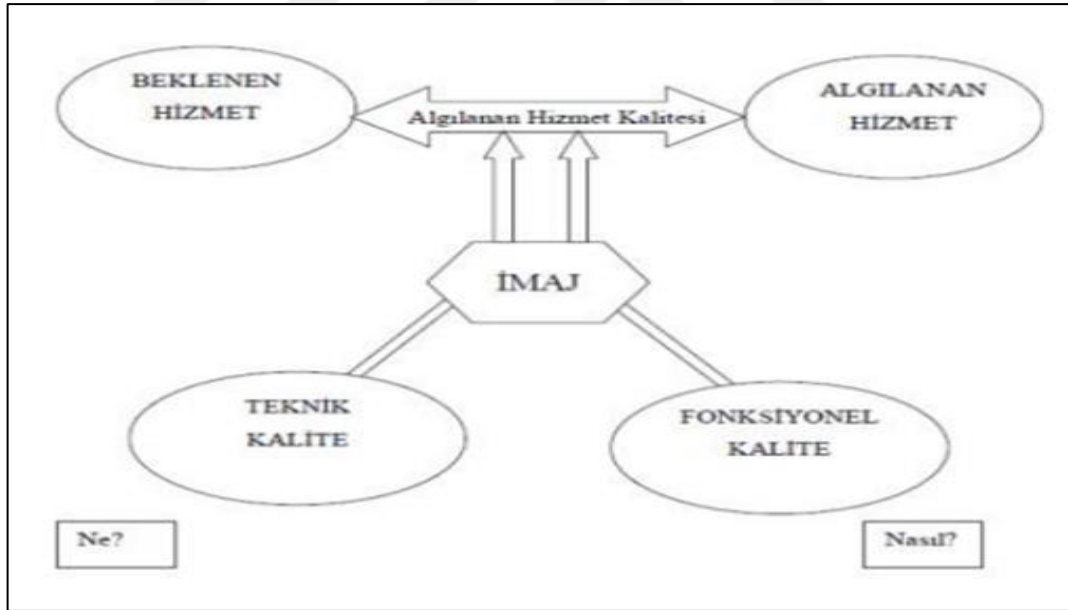 BEKLENEN
HİZMET
Algılanan Hizmet Kalitesi
ALGILANAN
HİZMET
İMAJ
TEKNİK
KALİTE
FONKSİYONEL
KALİTE
Ne?
Nasıl?